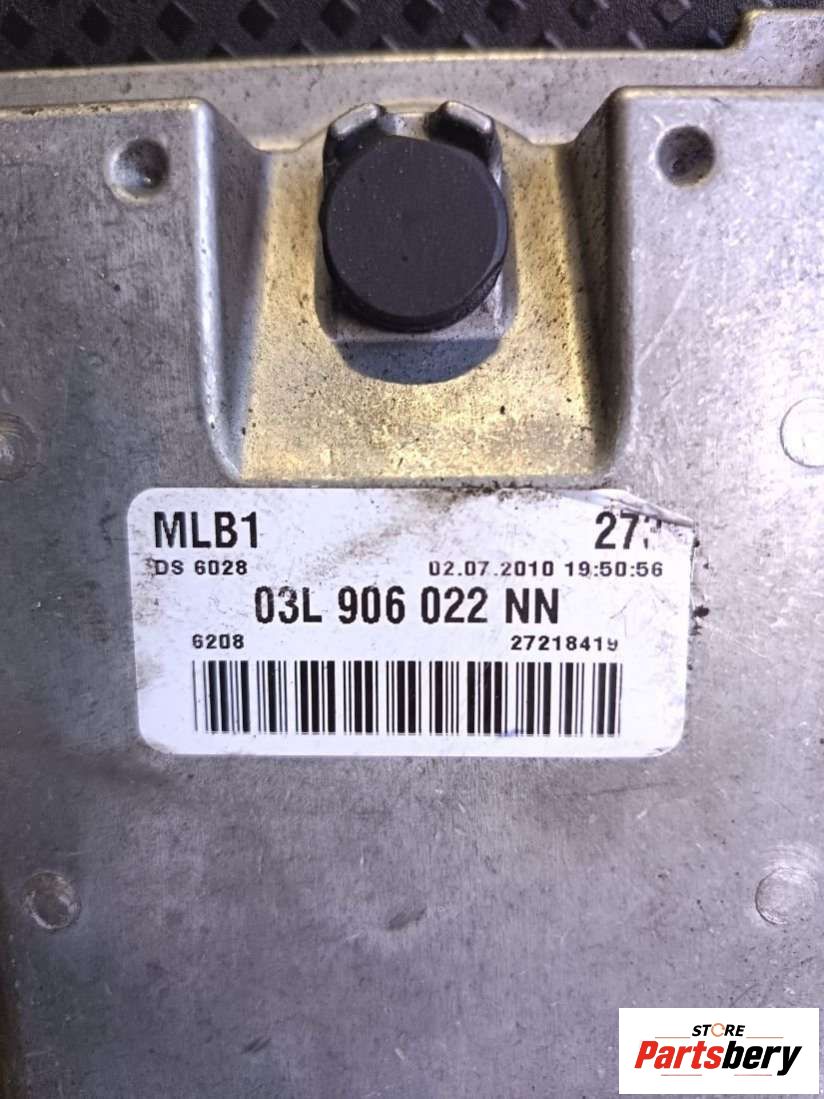 MLB1 27
DS 6028 02.07.2010 19:50:56
03L 906 022 NN
6208 27218419
STORE
Partsbery